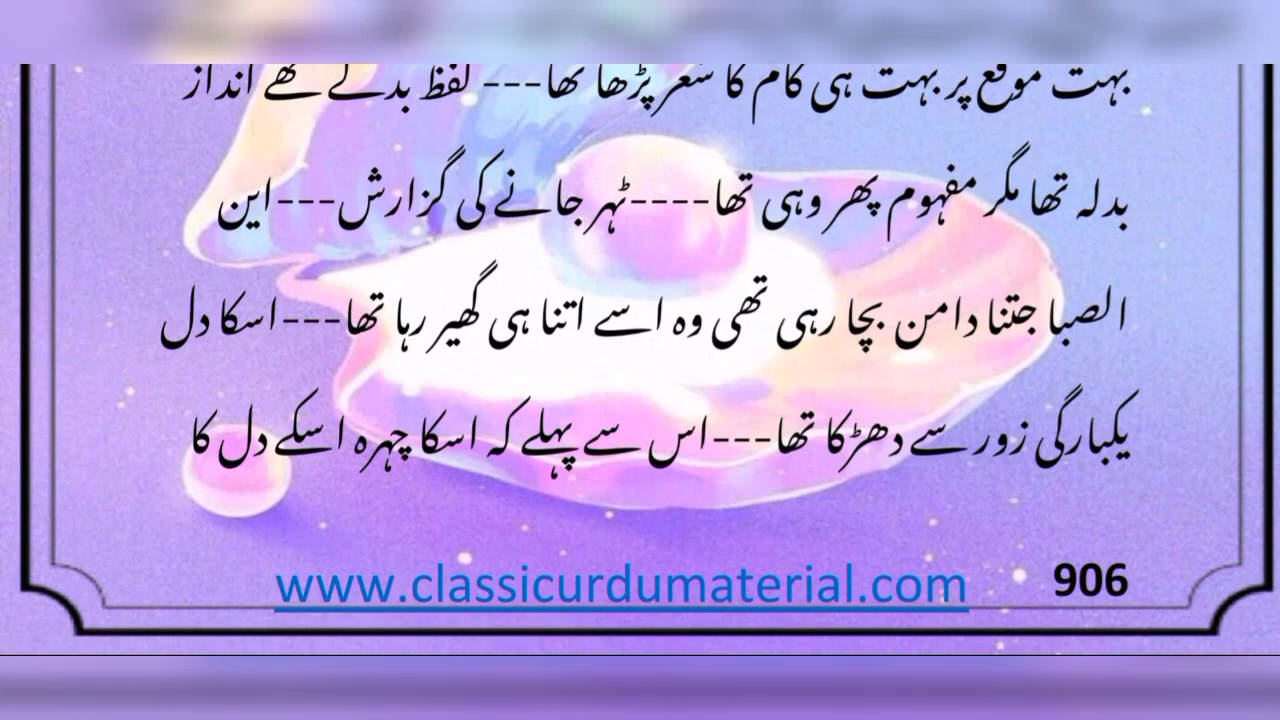 بہت موقع پر بہت ہی کام کا شعر پڑھا تھا--- لفظ بدلے تھے انداز
بدلہ تھا مگر مفہوم پھر وہی تھا----ٹہر جانے کی گزارش---این
الصبا جتنا دامن بچا رہی تھی وہ اسے اتنا ہی گھیر رہا تھا---اسکا دل
یکبارگی زور سے دھڑکا تھا---اس سے پہلے کہ اسکا چہرہ اسکے دل کا
www.classicurdumaterial.com 906